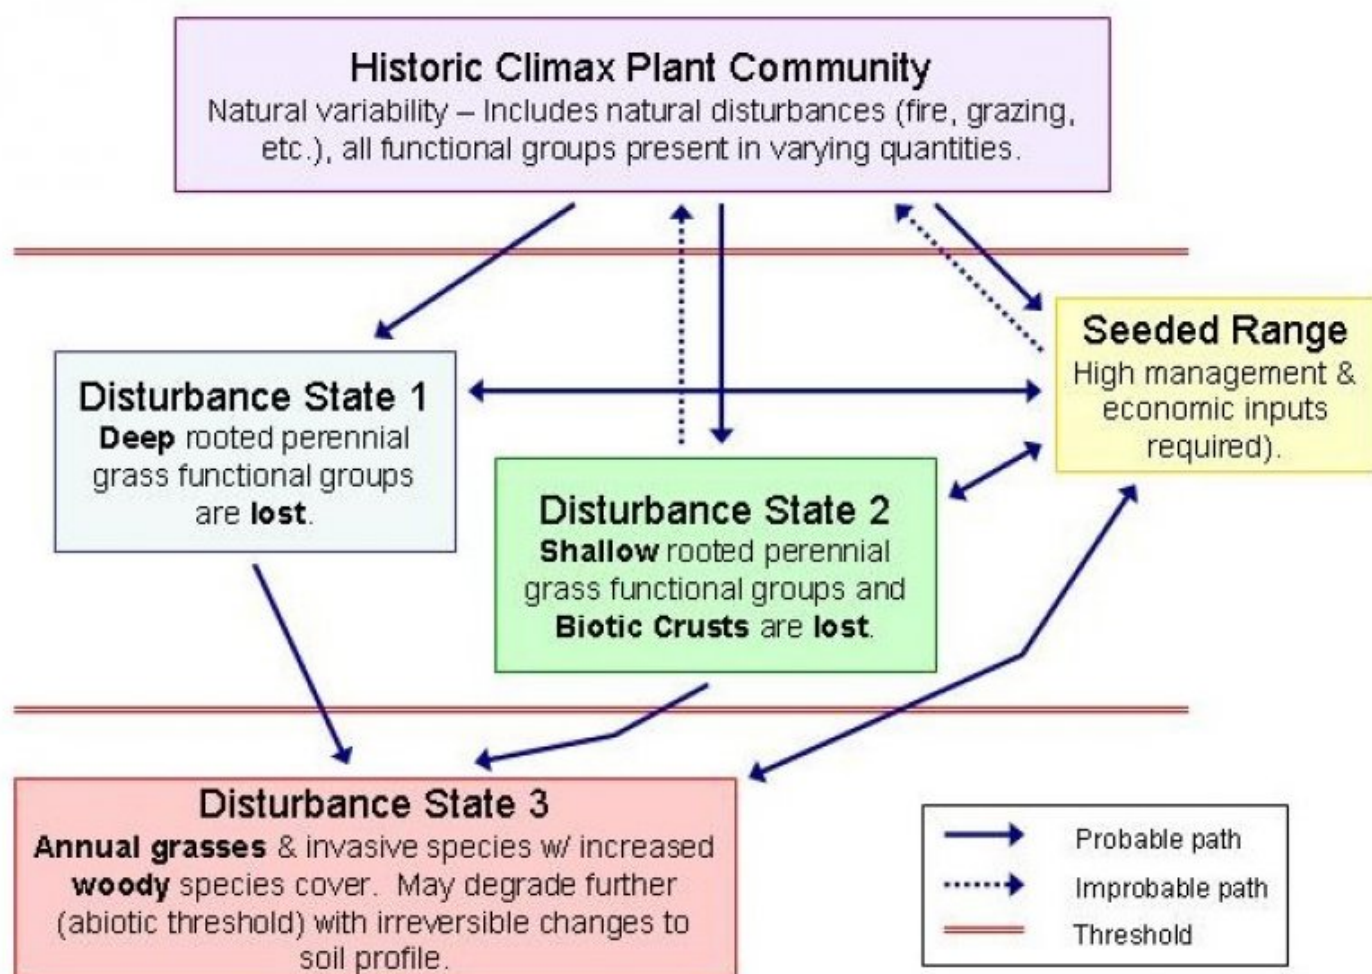 Historic Climax Plant Community
Natural variability – Includes natural disturbances (fire, grazing,
etc.), all functional groups present in varying quantities.
Seeded Range
High management &
economic inputs
required).
Disturbance State 1
Deep rooted perennial
grass functional groups
are lost.
Disturbance State 2
Shallow rooted perennial
grass functional groups and
Biotic Crusts are lost.
Disturbance State 3
Annual grasses & invasive species w/ increased
woody species cover. May degrade further
(abiotic threshold) with irreversible changes to
soil profile.
Probable path
Improbable path
Threshold